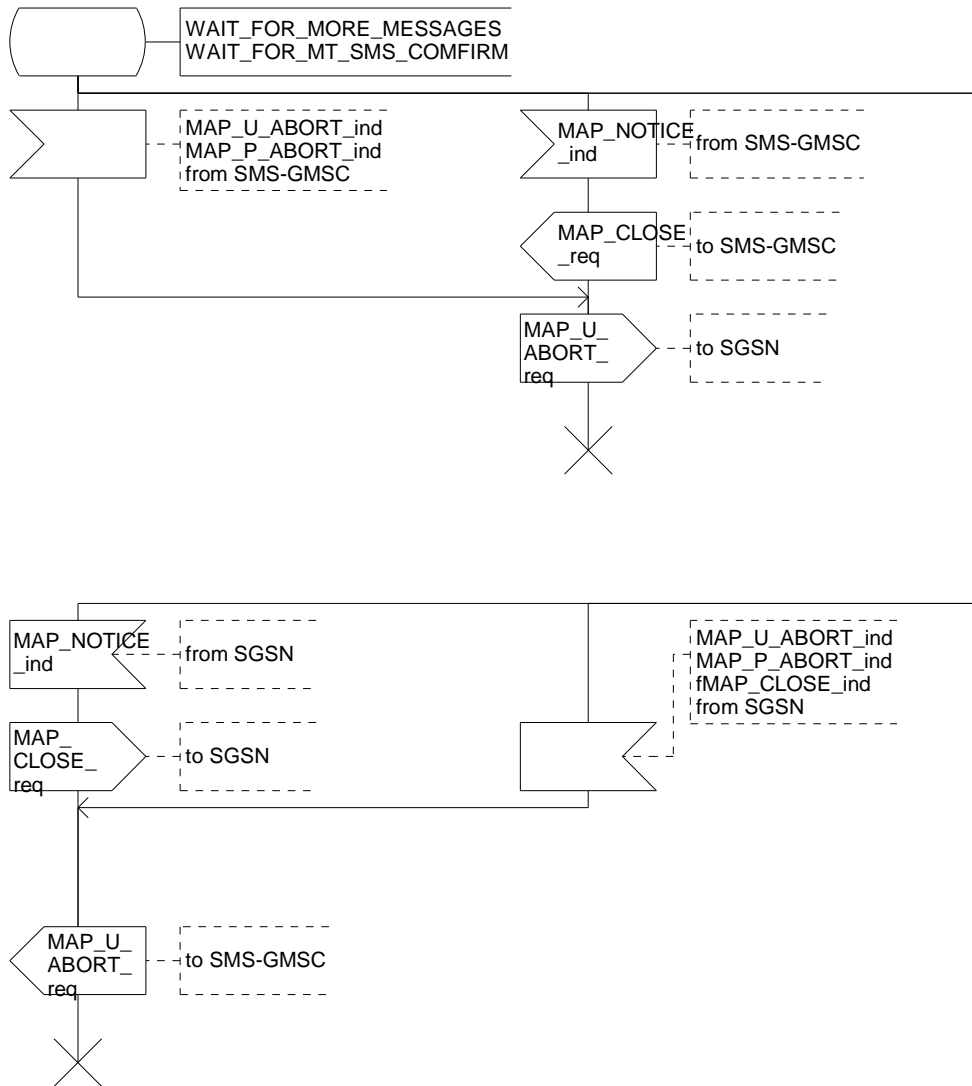 WAIT_FOR_MORE_MESSAGES
WAIT_FOR_MT_SMS_COMFIRM
MAP_U_ABORT_ind
MAP_P_ABORT_ind
from SMS-GMSC
MAP_NOTICE
_ind
from SMS-GMSC
MAP_CLOSE
_req
to SMS-GMSC
MAP_U_
ABORT_
req
to SGSN
MAP_NOTICE
_ind
from SGSN
MAP_U_ABORT_ind
MAP_P_ABORT_ind
fMAP_CLOSE_ind
from SGSN
MAP_
CLOSE_
req
to SGSN
MAP_U_
ABORT_
req
to SMS-GMSC